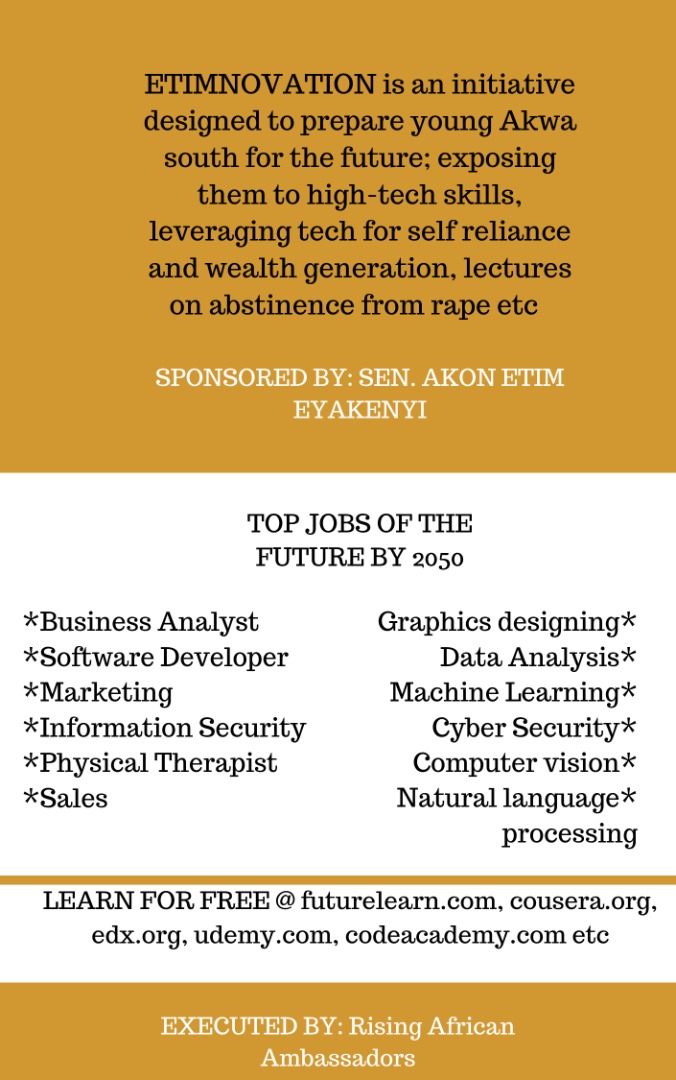 ETIMNOVATION is an initiative
designed to prepare young Akwa
south for the future; exposing
them to high-tech skills,
leveraging tech for self reliance
and wealth generation, lectures
on abstinence from rape etc
SPONSORED BY: SEN. AKON ETIM
EYAKENYI
TOP JOBS OF THE
FUTURE BY 2050
*Business Analyst
*Software Developer
*Marketing
*Information Security
*Physical Therapist
*Sales
Graphics designing*
Data Analysis*
Machine Learning*
Cyber Security*
Computer vision*
Natural language*
processing
LEARN FOR FREE @ futurelearn.com, cousera.org,
edx.org, udemy.com, codeacademy.com etc
EXECUTED BY: Rising African
Ambassadors